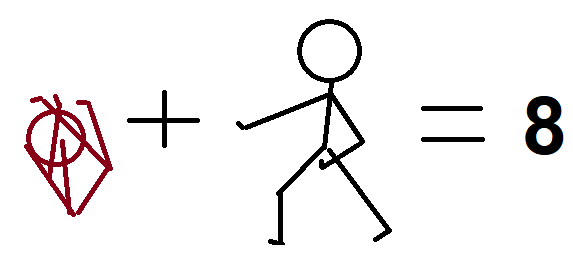 + = 8